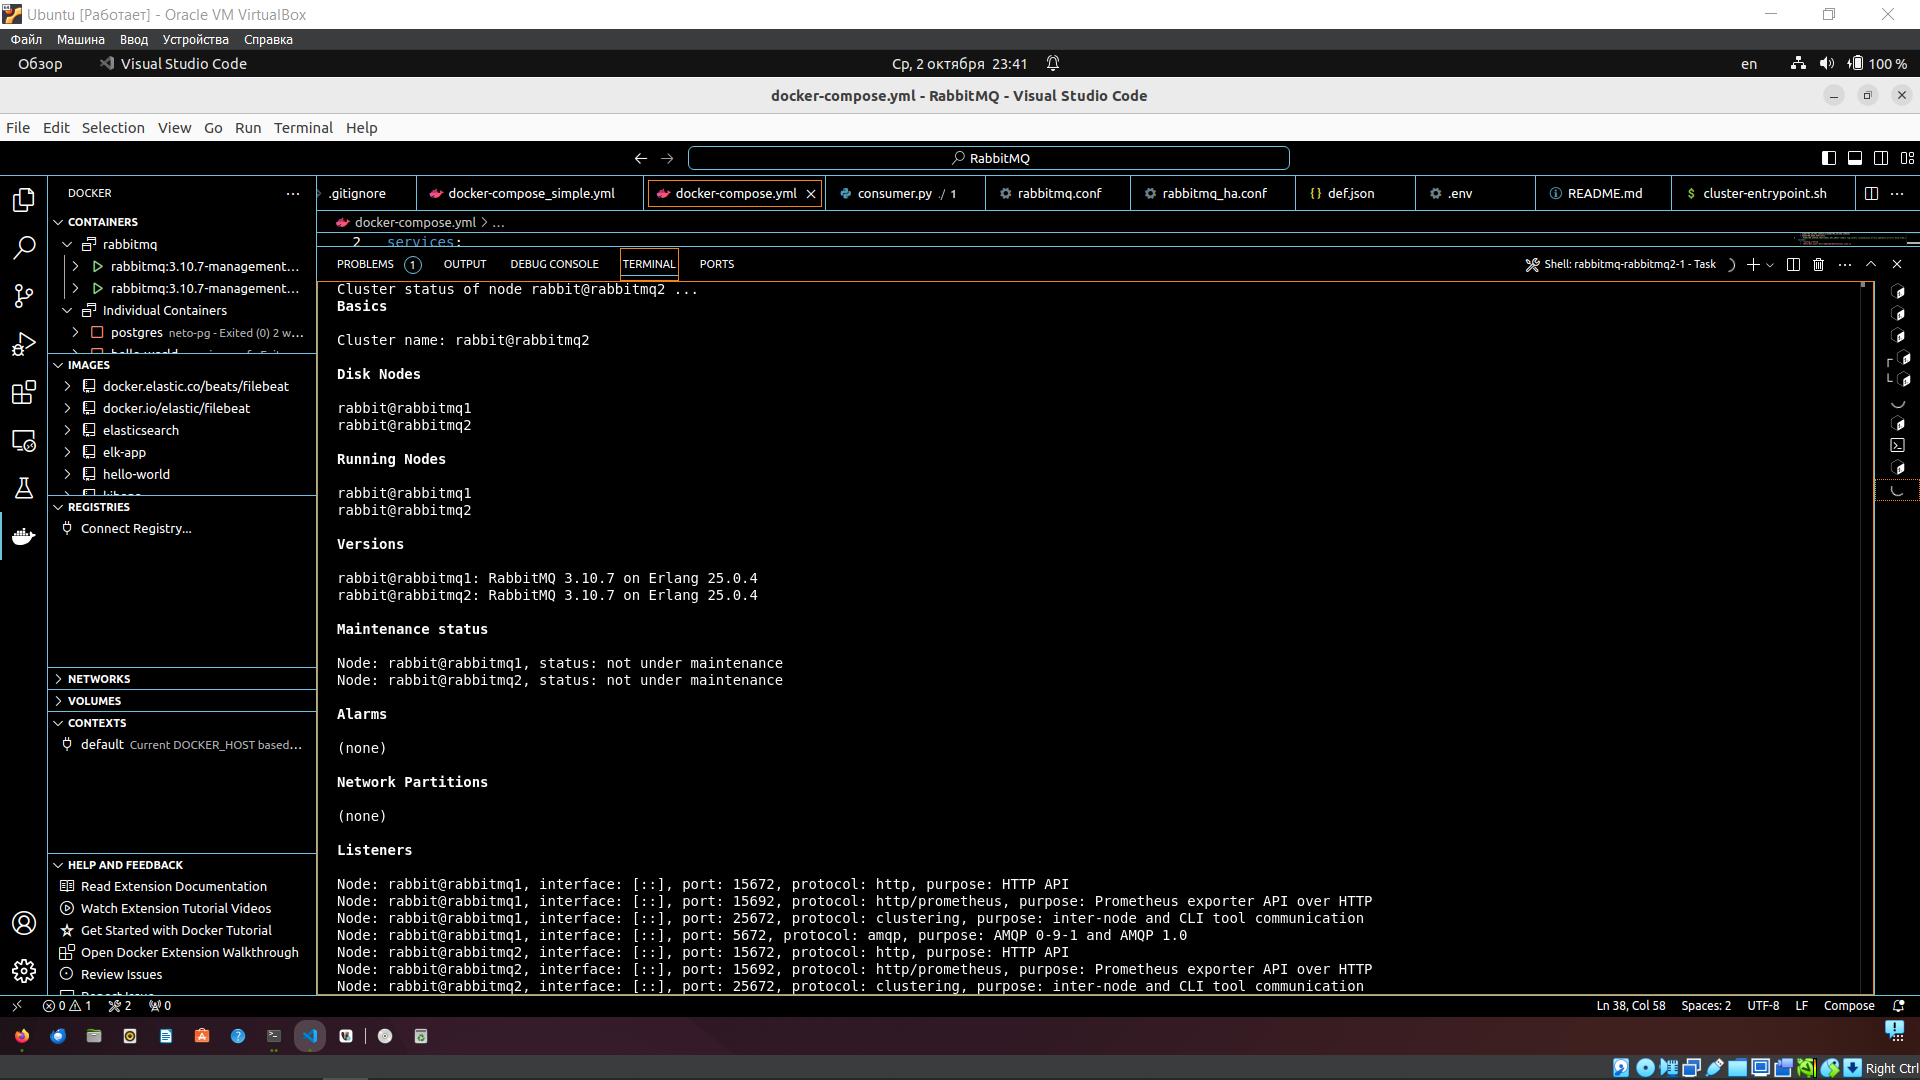 Ubuntu [Работает] - Oracle VM VirtualBox
Файл Машина Ввод Устройства Справка
Обзор Visual Studio Code Ср, 2 октября 23:41 en 100 %
docker-compose.yml - RabbitMQ - Visual Studio Code
File Edit Selection View Go Run Terminal Help
RabbitMQ
DOCKER
.gitignore docker-compose_simple.yml docker-compose.yml consumer.py ./ 1 rabbitmq.conf rabbitmq_ha.conf {} def.json .env README.md $ cluster-entrypoint.sh
docker-compose.yml > ...
2 services:
PROBLEMS 1 OUTPUT DEBUG CONSOLE TERMINAL PORTS Shell: rabbitmq-rabbitmq2-1 - Task
CONTAINERS
rabbitmq
rabbitmq:3.10.7-management...
rabbitmq:3.10.7-management...
Individual Containers
postgres neto-pg - Exited (0) 2 w...
IMAGES
docker.elastic.co/beats/filebeat
docker.io/elastic/filebeat
elasticsearch
elk-app
hello-world
REGISTRIES
Connect Registry...
NETWORKS
VOLUMES
CONTEXTS
default Current DOCKER_HOST based...
HELP AND FEEDBACK
Read Extension Documentation
Watch Extension Tutorial Videos
Get Started with Docker Tutorial
Open Docker Extension Walkthrough
Review Issues
Cluster status of node rabbit@rabbitmq2 ...
Basics
Cluster name: rabbit@rabbitmq2
Disk Nodes
rabbit@rabbitmq1
rabbit@rabbitmq2
Running Nodes
rabbit@rabbitmq1
rabbit@rabbitmq2
Versions
rabbit@rabbitmq1: RabbitMQ 3.10.7 on Erlang 25.0.4
rabbit@rabbitmq2: RabbitMQ 3.10.7 on Erlang 25.0.4
Maintenance status
Node: rabbit@rabbitmq1, status: not under maintenance
Node: rabbit@rabbitmq2, status: not under maintenance
Alarms
(none)
Network Partitions
(none)
Listeners
Node: rabbit@rabbitmq1, interface: [::], port: 15672, protocol: http, purpose: HTTP API
Node: rabbit@rabbitmq1, interface: [::], port: 15692, protocol: http/prometheus, purpose: Prometheus exporter API over HTTP
Node: rabbit@rabbitmq1, interface: [::], port: 25672, protocol: clustering, purpose: inter-node and CLI tool communication
Node: rabbit@rabbitmq1, interface: [::], port: 5672, protocol: amqp, purpose: AMQP 0-9-1 and AMQP 1.0
Node: rabbit@rabbitmq2, interface: [::], port: 15672, protocol: http, purpose: HTTP API
Node: rabbit@rabbitmq2, interface: [::], port: 15692, protocol: http/prometheus, purpose: Prometheus exporter API over HTTP
Node: rabbit@rabbitmq2, interface: [::], port: 25672, protocol: clustering, purpose: inter-node and CLI tool communication
0 1 2 0 Ln 38, Col 58 Spaces: 2 UTF-8 LF Compose
Right Ctrl